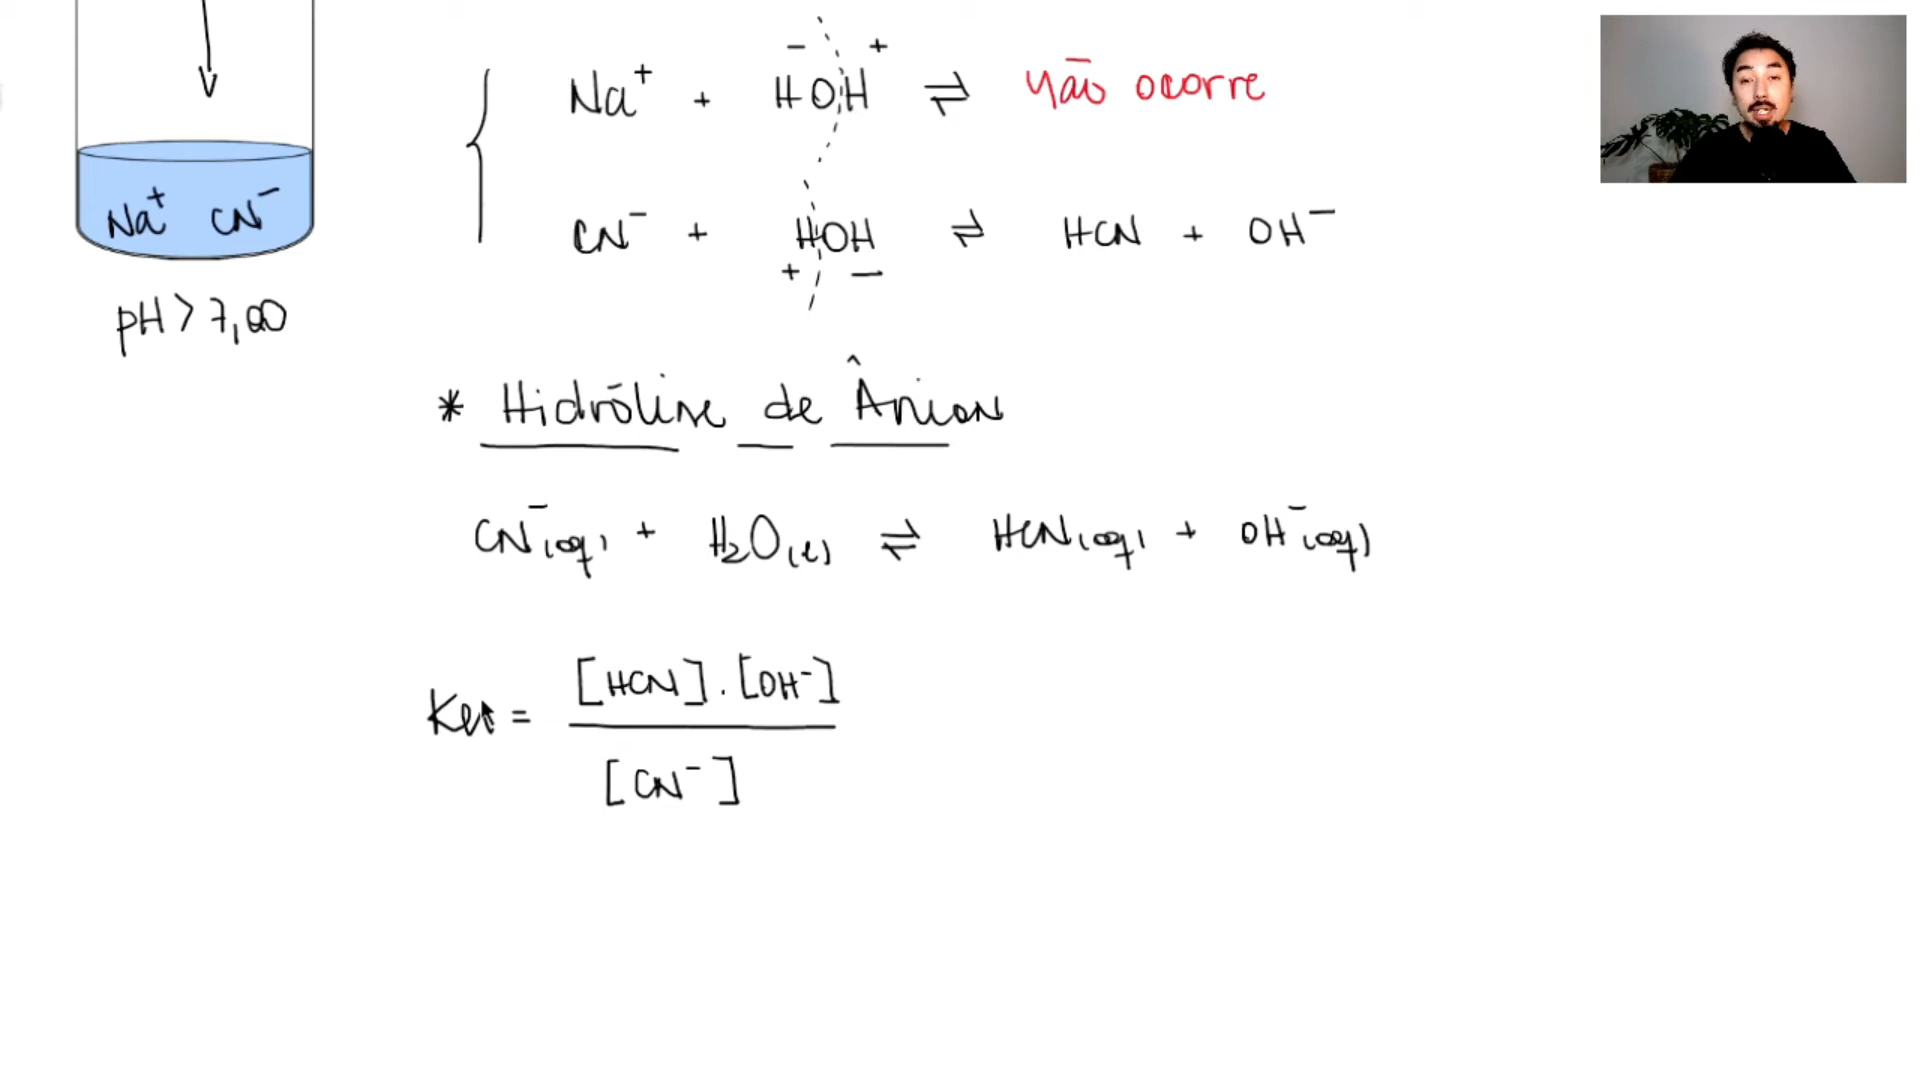 Na⁺ + HOH ⇌ não ocorre
- +
Na⁺ CN⁻
CN⁻ + HOH ⇌ HCN + OH⁻
+ -
pH > 7,00
* Hidrólise de Ânion
CN⁻(aq) + H₂O(l) ⇌ HCN(aq) + OH⁻(aq)
= [HCN] . [OH⁻]
[CN⁻]